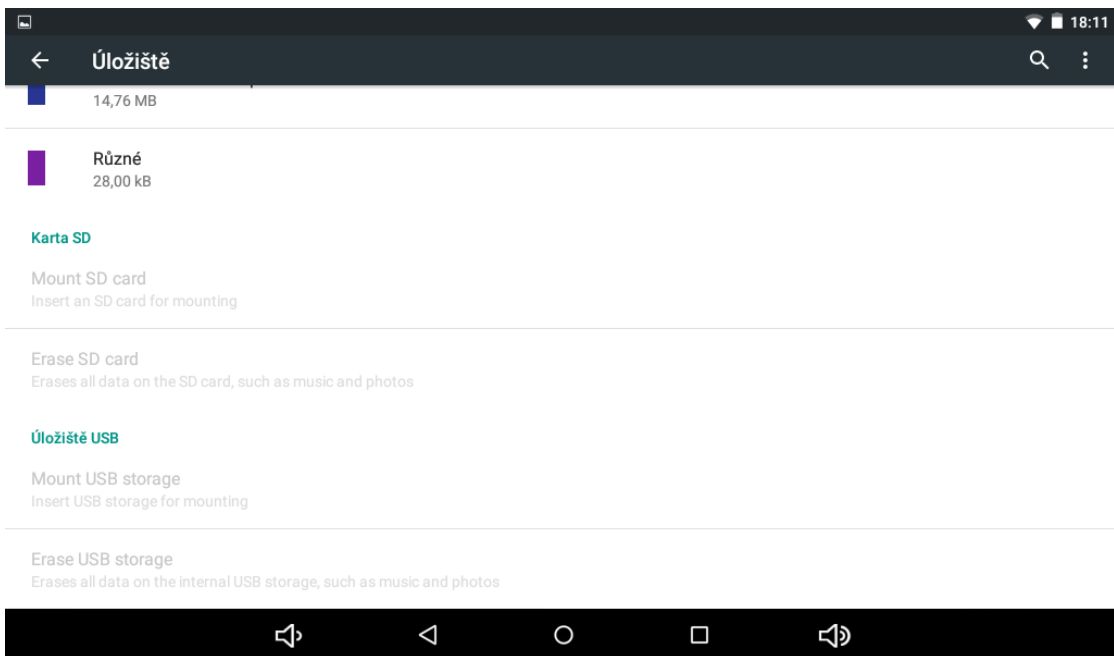 18:11
Úložiště
14,76 MB
Různé
28,00 kB
Karta SD
Mount SD card
Insert an SD card for mounting
Erase SD card
Erases all data on the SD card, such as music and photos
Úložiště USB
Mount USB storage
Insert USB storage for mounting
Erase USB storage
Erases all data on the internal USB storage, such as music and photos